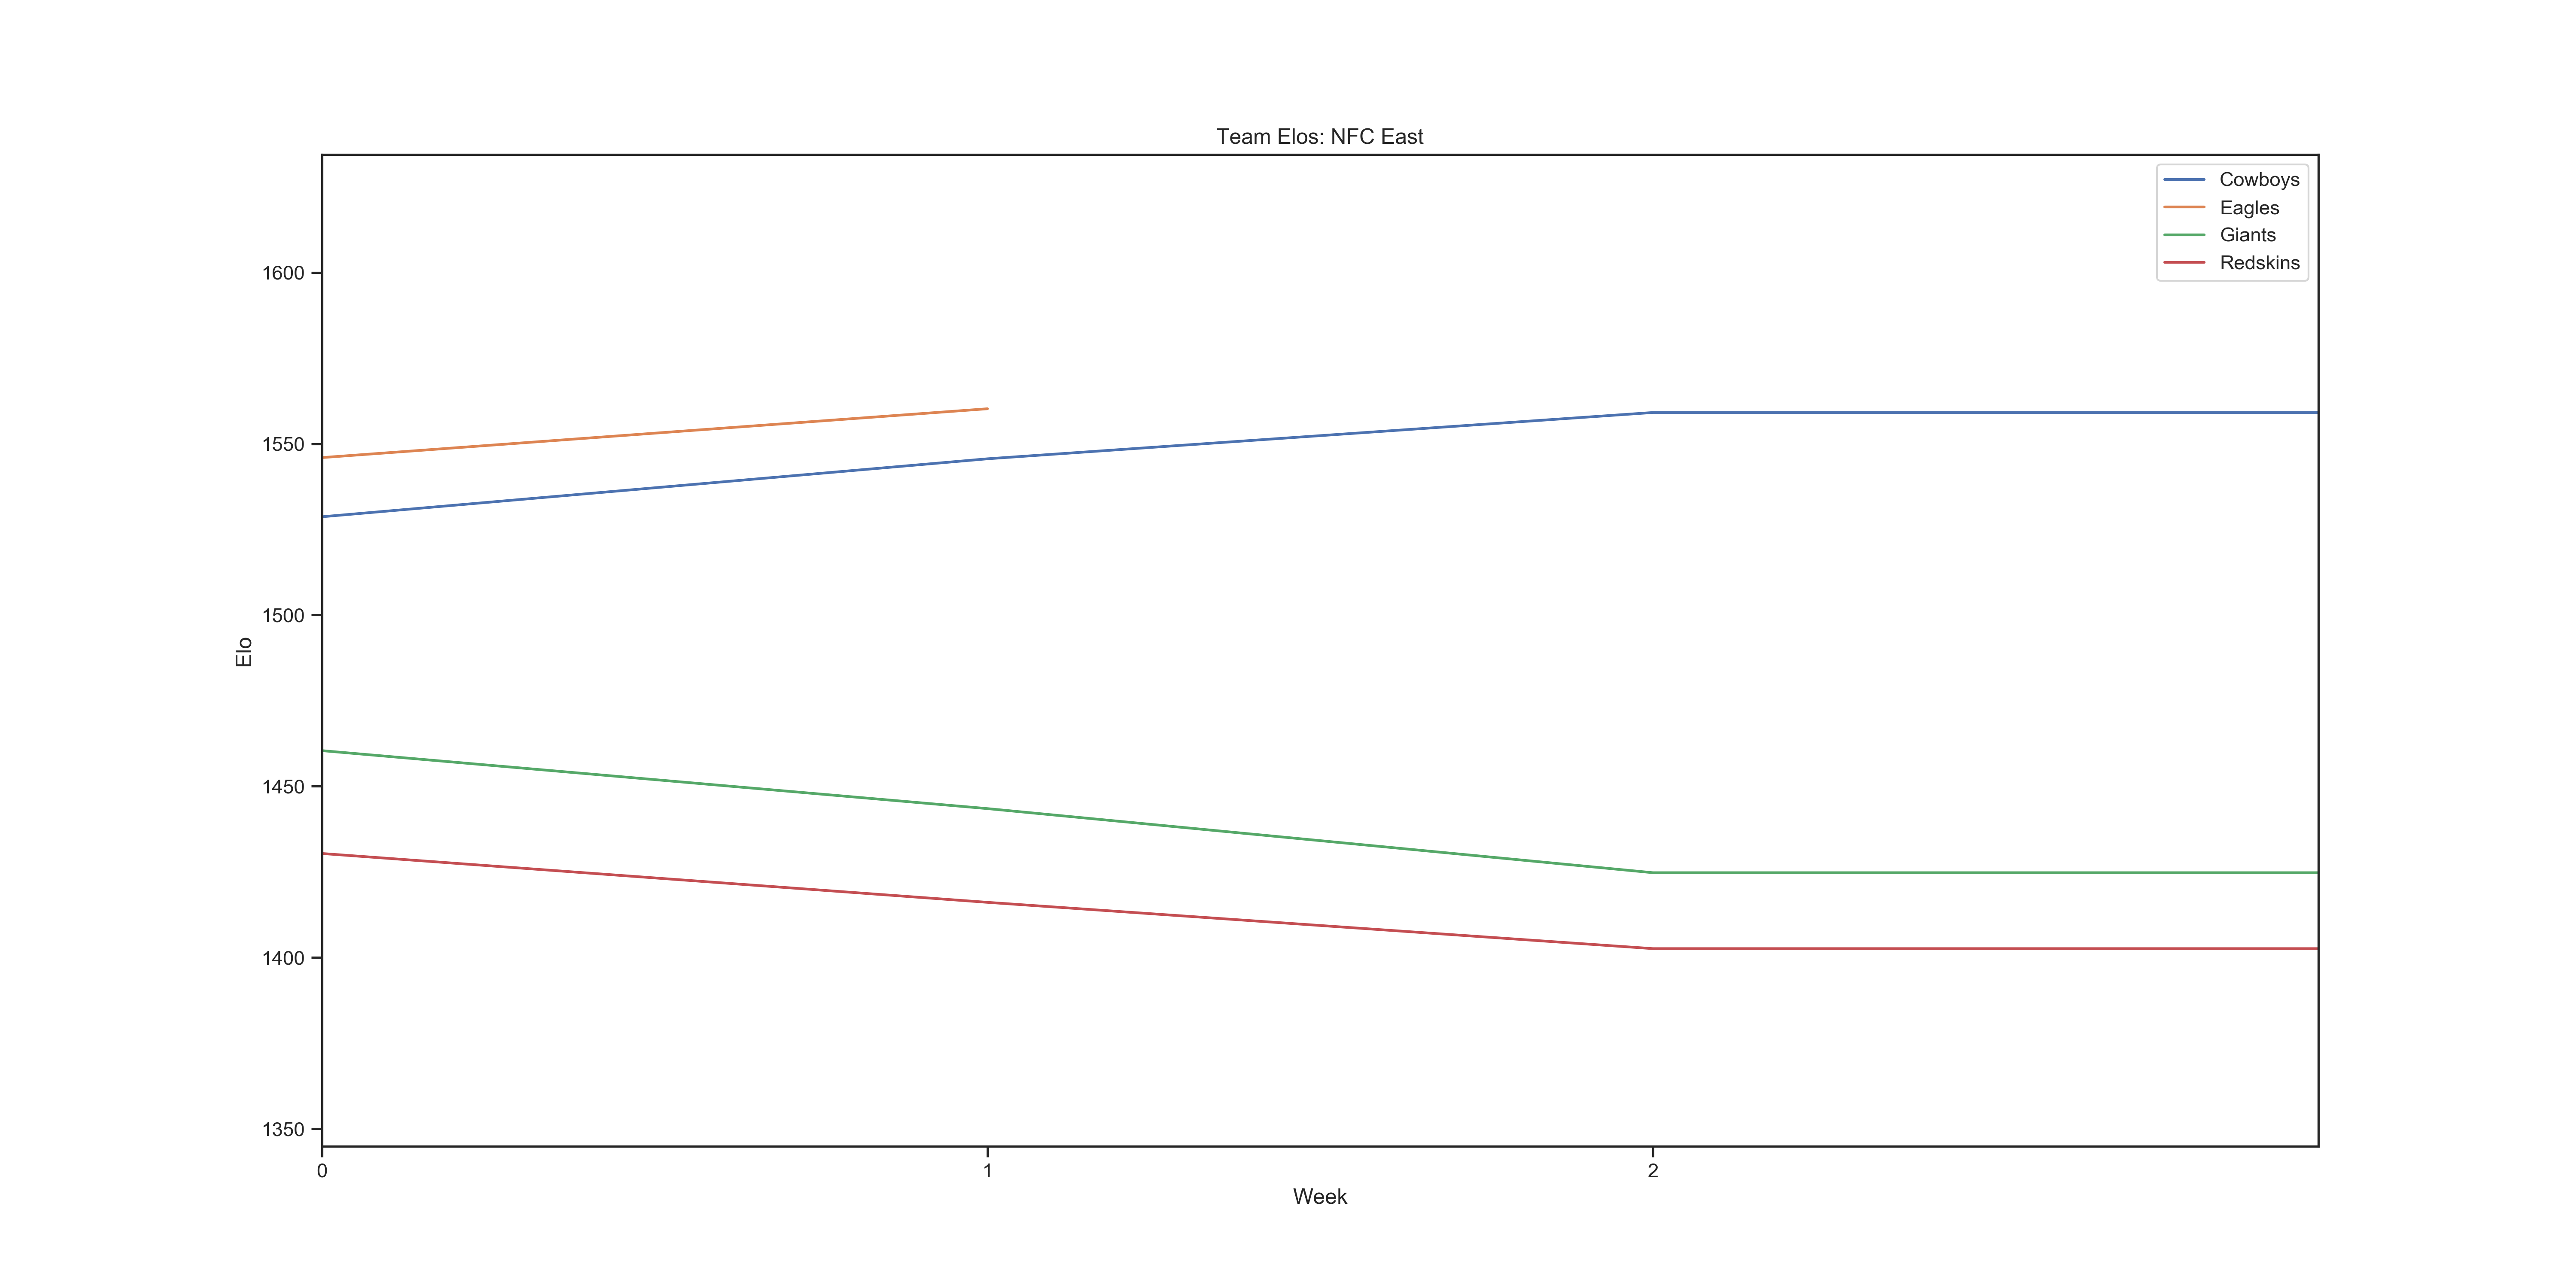 Team Elos: NFC East
Cowboys
Eagles
Giants
Redskins
1600
1550
1500
1450
1400
1350
Elo
0
1
2
Week